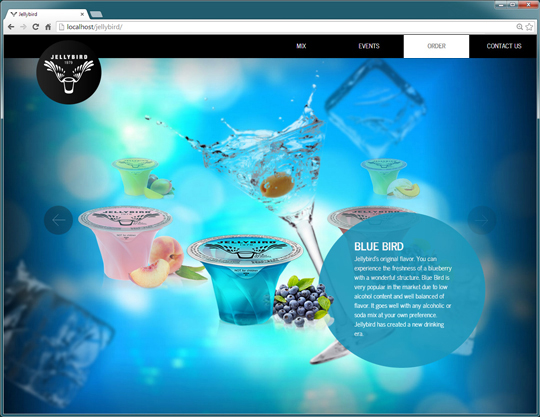 Jellybird
localhost/jellybird/
JELLYBIRD
MIX
EVENTS
ORDER
CONTACT US
JELLYBIRD
JELLYBIRD
BLUE BIRD
Jellybird's original flavor. You can
experience the freshness of a blueberry
with a wonderful structure. Blue Bird is
very popular in the market due to low
alcohol content and well balanced of
flavor. It goes well with any alcoholic or
soda mix at your own preference.
Jellybird has created a new drinking
era.